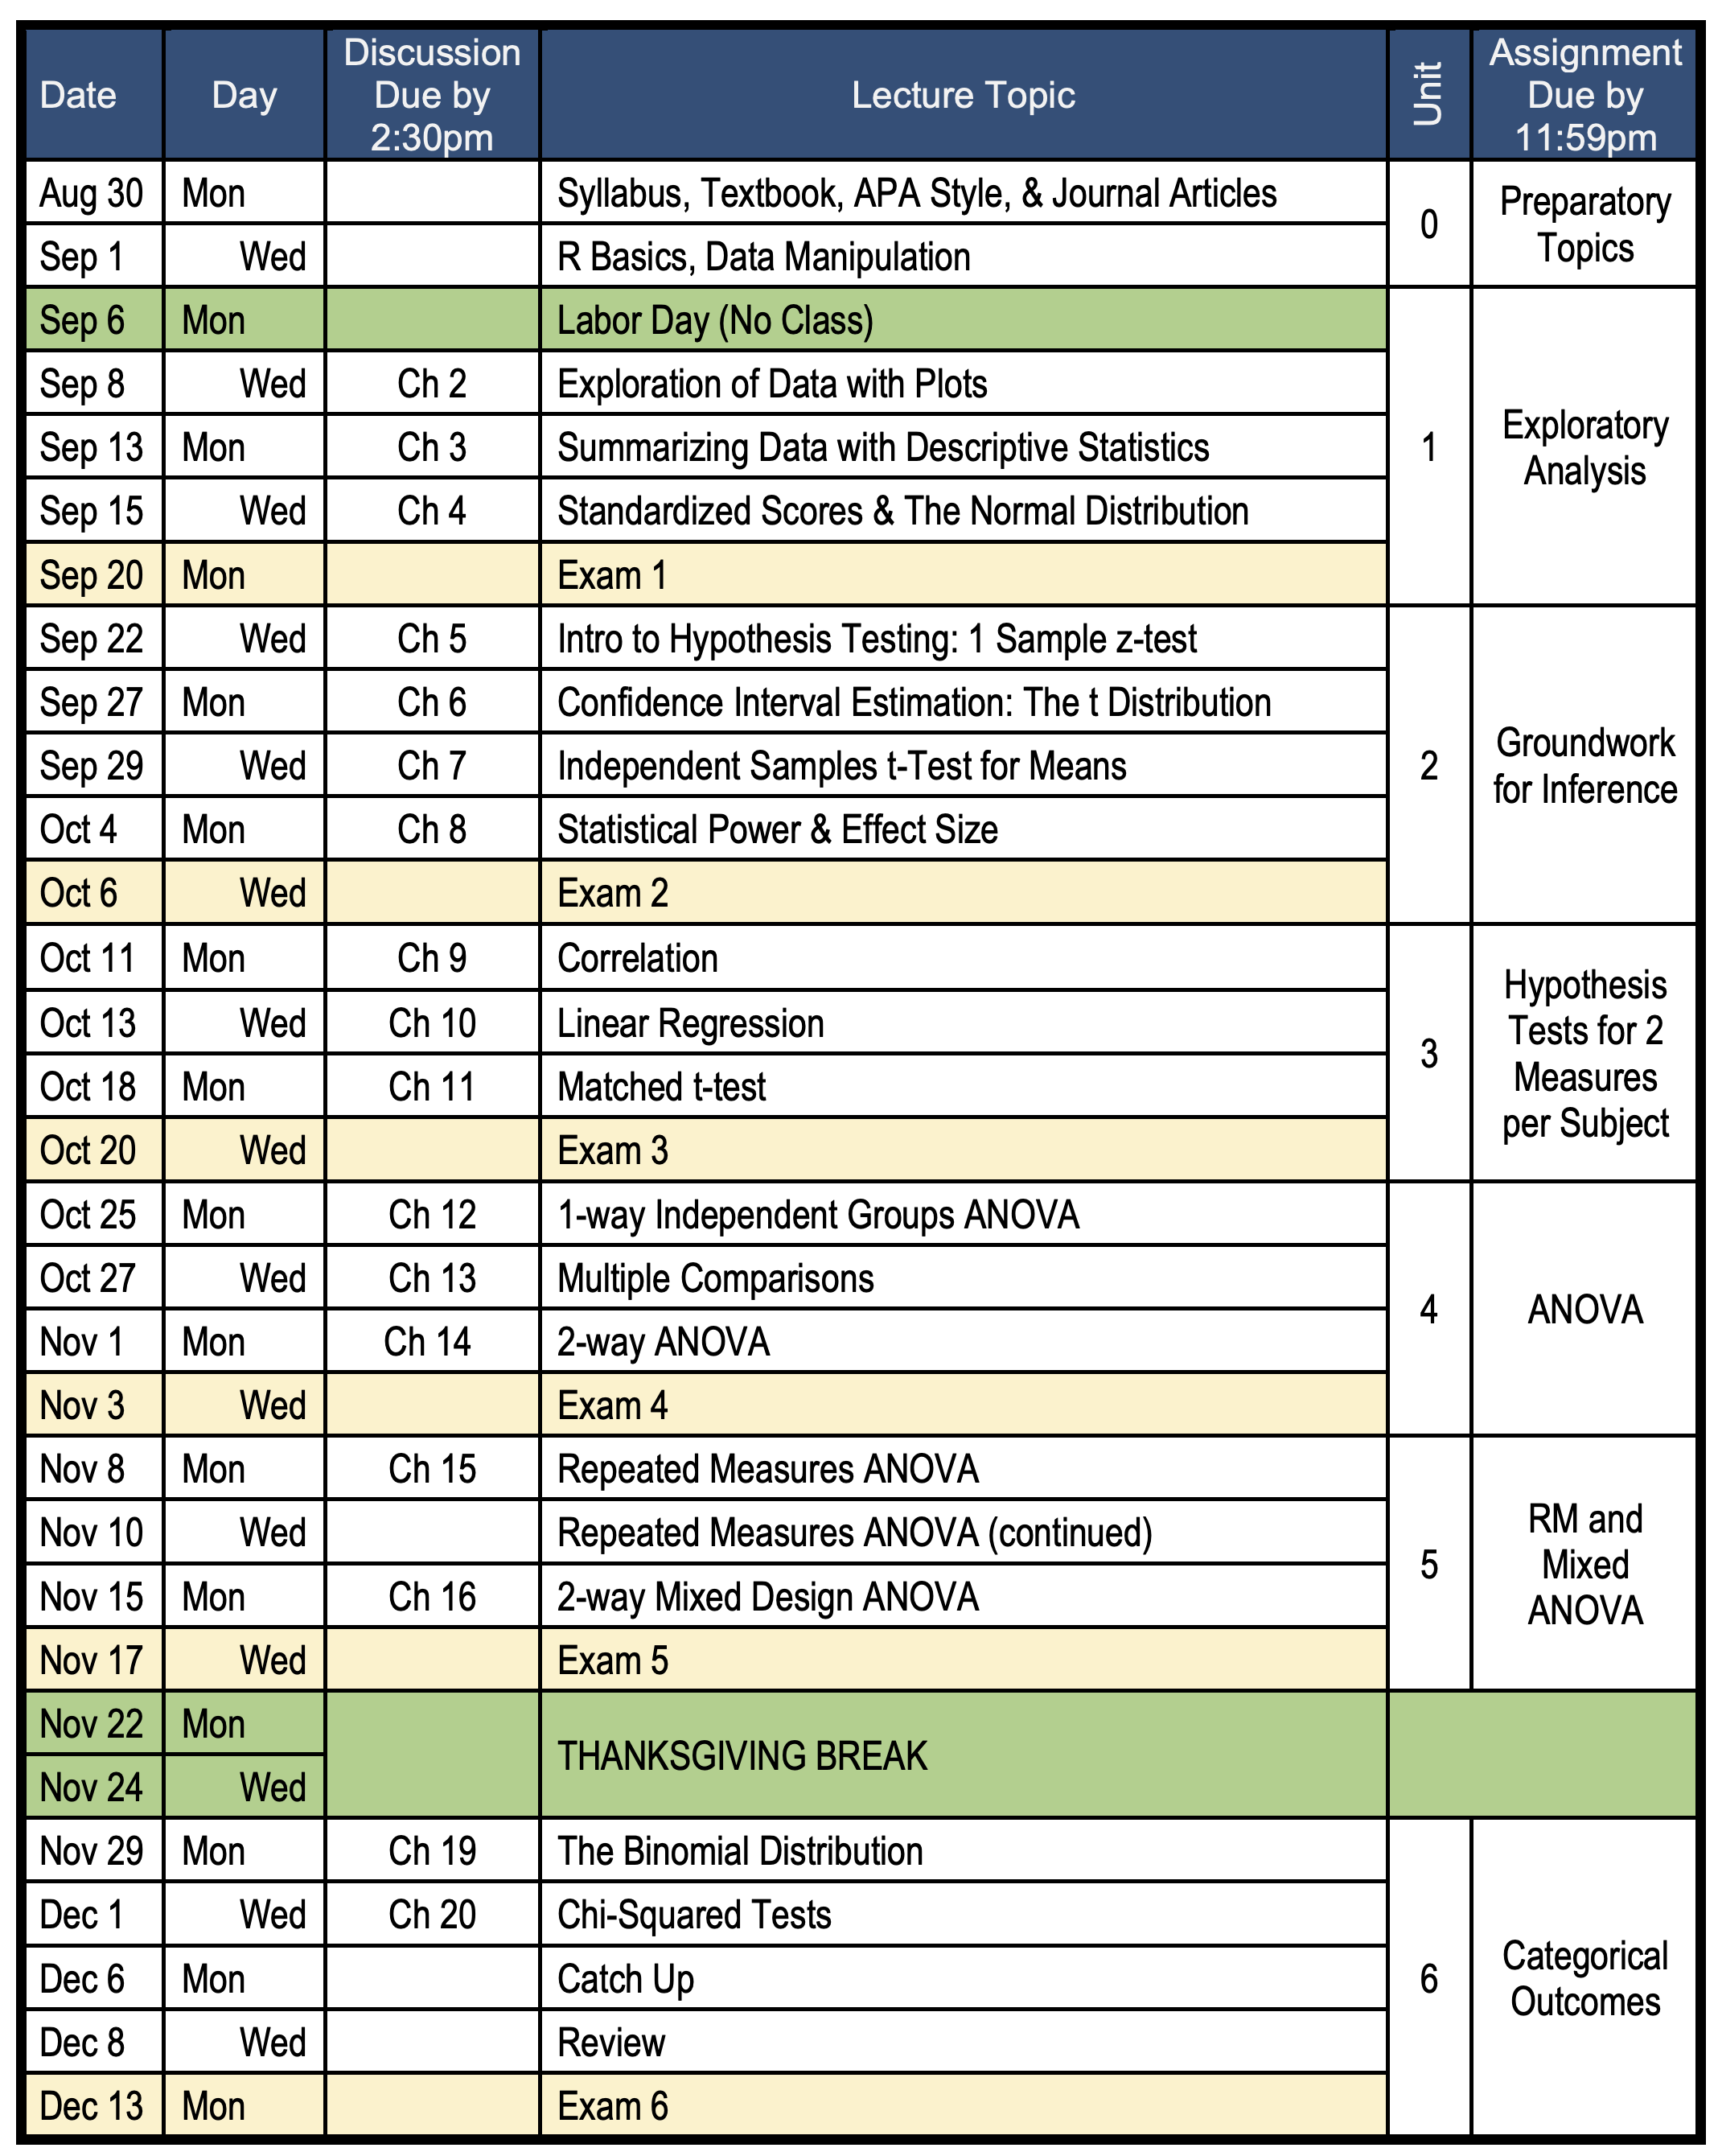 Date Day Discussion Due by 2:30pm Lecture Topic Unit Assignment Due by 11:59pm
Aug 30 Mon Syllabus, Textbook, APA Style, & Journal Articles 0 Preparatory Topics
Sep 1 Wed R Basics, Data Manipulation
Sep 6 Mon Labor Day (No Class) 1 Exploratory Analysis
Sep 8 Wed Ch 2 Exploration of Data with Plots
Sep 13 Mon Ch 3 Summarizing Data with Descriptive Statistics
Sep 15 Wed Ch 4 Standardized Scores & The Normal Distribution
Sep 20 Mon Exam 1
Sep 22 Wed Ch 5 Intro to Hypothesis Testing: 1 Sample z-test 2 Groundwork for Inference
Sep 27 Mon Ch 6 Confidence Interval Estimation: The t Distribution
Sep 29 Wed Ch 7 Independent Samples t-Test for Means
Oct 4 Mon Ch 8 Statistical Power & Effect Size
Oct 6 Wed Exam 2
Oct 11 Mon Ch 9 Correlation 3 Hypothesis Tests for 2 Measures per Subject
Oct 13 Wed Ch 10 Linear Regression
Oct 18 Mon Ch 11 Matched t-test
Oct 20 Wed Exam 3
Oct 25 Mon Ch 12 1-way Independent Groups ANOVA 4 ANOVA
Oct 27 Wed Ch 13 Multiple Comparisons
Nov 1 Mon Ch 14 2-way ANOVA
Nov 3 Wed Exam 4
Nov 8 Mon Ch 15 Repeated Measures ANOVA 5 RM and Mixed ANOVA
Nov 10 Wed Repeated Measures ANOVA (continued)
Nov 15 Mon Ch 16 2-way Mixed Design ANOVA
Nov 17 Wed Exam 5
Nov 22 Mon THANKSGIVING BREAK
Nov 24 Wed
Nov 29 Mon Ch 19 The Binomial Distribution 6 Categorical Outcomes
Dec 1 Wed Ch 20 Chi-Squared Tests
Dec 6 Mon Catch Up
Dec 8 Wed Review
Dec 13 Mon Exam 6